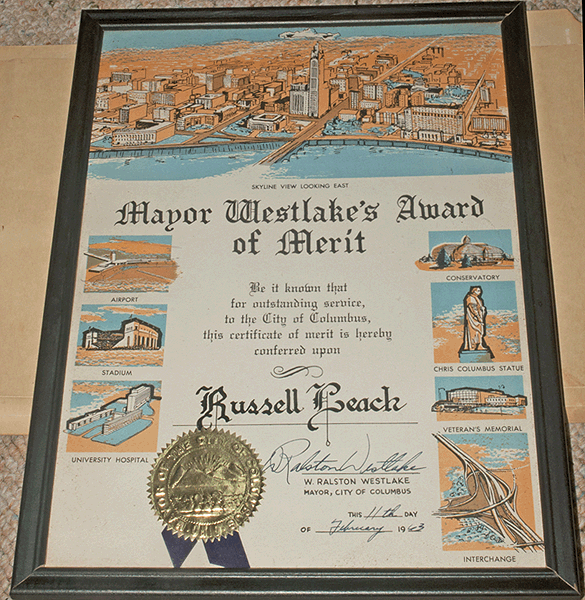 SKYLINE VIEW LOOKING EAST
Mayor Westlake's Award
of Merit
Be it known that
for outstanding service,
to the City of Columbus,
this certificate of merit is hereby
conferred upon
Russell Leach
W Ralston Westlake
W. RALSTON WESTLAKE
MAYOR, CITY OF COLUMBUS
THIS 11th DAY
OF February 1963
AIRPORT
STADIUM
UNIVERSITY HOSPITAL
CONSERVATORY
CHRIS COLUMBUS STATUE
VETERAN'S MEMORIAL
INTERCHANGE